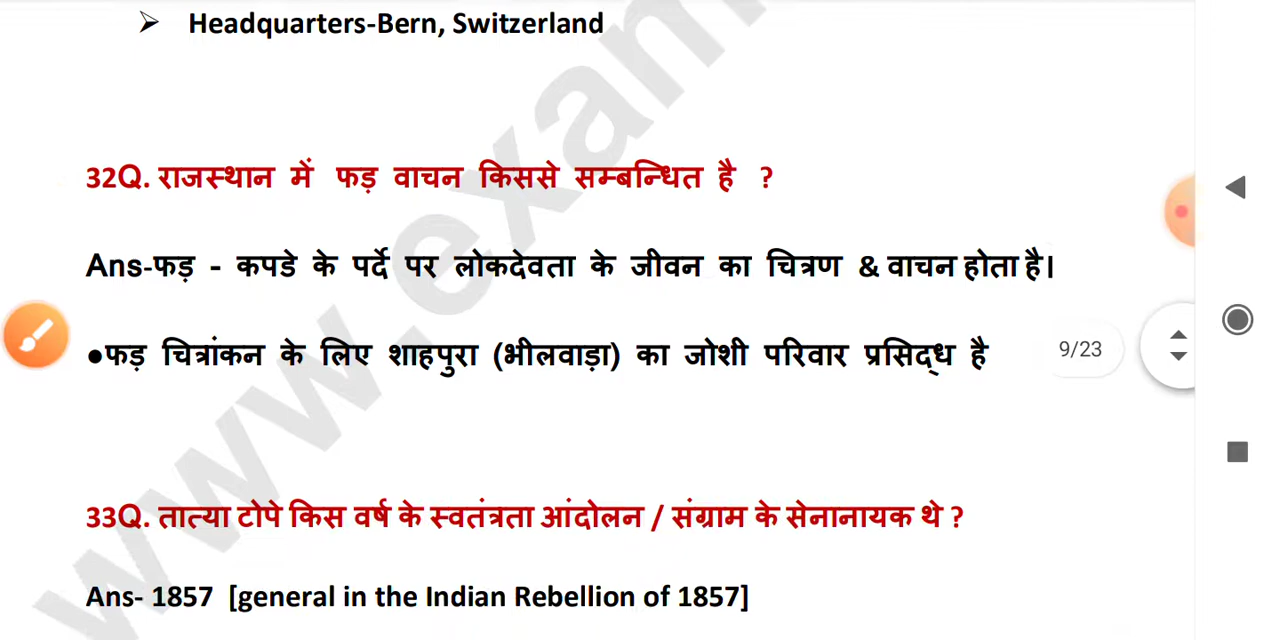 ➢ Headquarters-Bern, Switzerland
32Q. राजस्थान में फड़ वाचन किससे सम्बन्धित है ?
Ans-फड़ - कपडे के पर्दे पर लोकदेवता के जीवन का चित्रण & वाचन होता है।
●फड़ चित्रांकन के लिए शाहपुरा (भीलवाड़ा) का जोशी परिवार प्रसिद्ध है
9/23
33Q. तात्या टोपे किस वर्ष के स्वतंत्रता आंदोलन / संग्राम के सेनानायक थे ?
Ans- 1857 [general in the Indian Rebellion of 1857]
www.exam